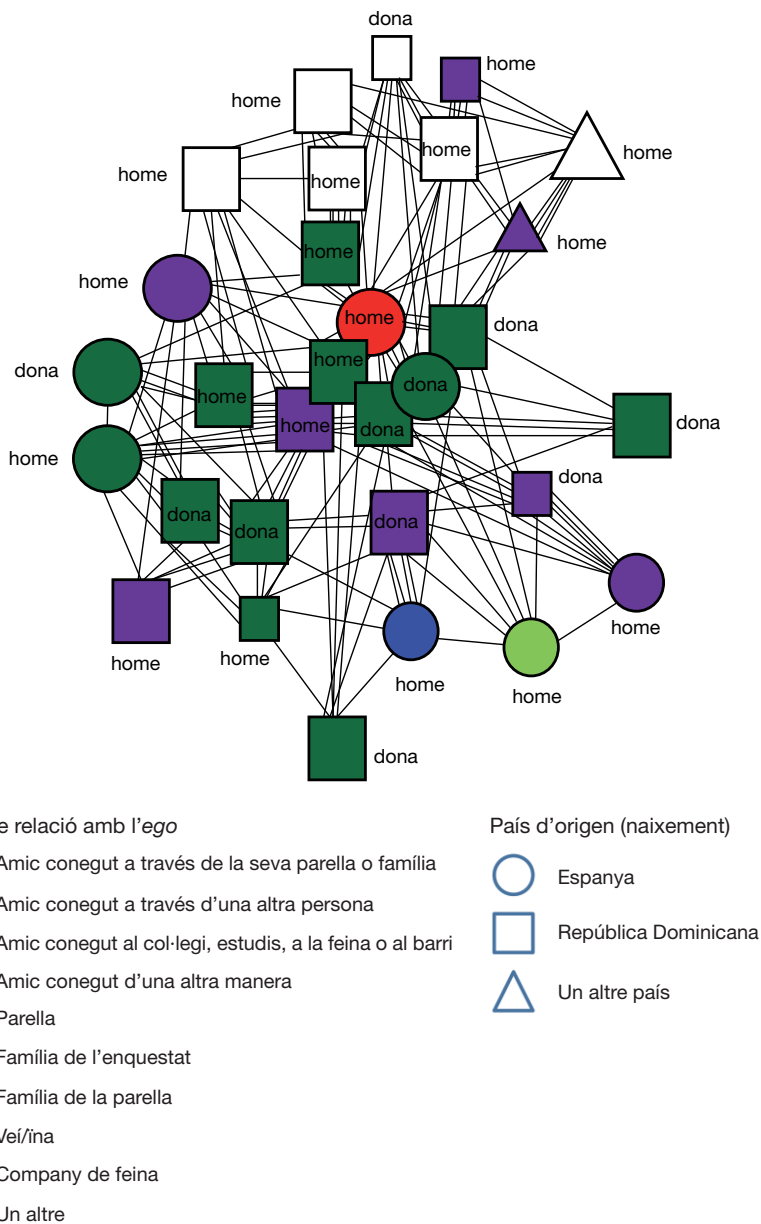 dona
home
home
home
home
home
home
home
home
home
home
dona
home
dona
home
dona
home
home
dona
dona
home
dona
dona
dona
dona
home
home
home
home
home
dona
e relació amb l'ego
Amic conegut a través de la seva parella o família
Amic conegut a través d'una altra persona
Amic conegut al col·legi, estudis, a la feina o al barri
Amic conegut d'una altra manera
Parella
Família de l'enquestat
Família de la parella
Veí/ïna
Company de feina
Un altre
País d'origen (naixement)
Espanya
República Dominicana
Un altre país